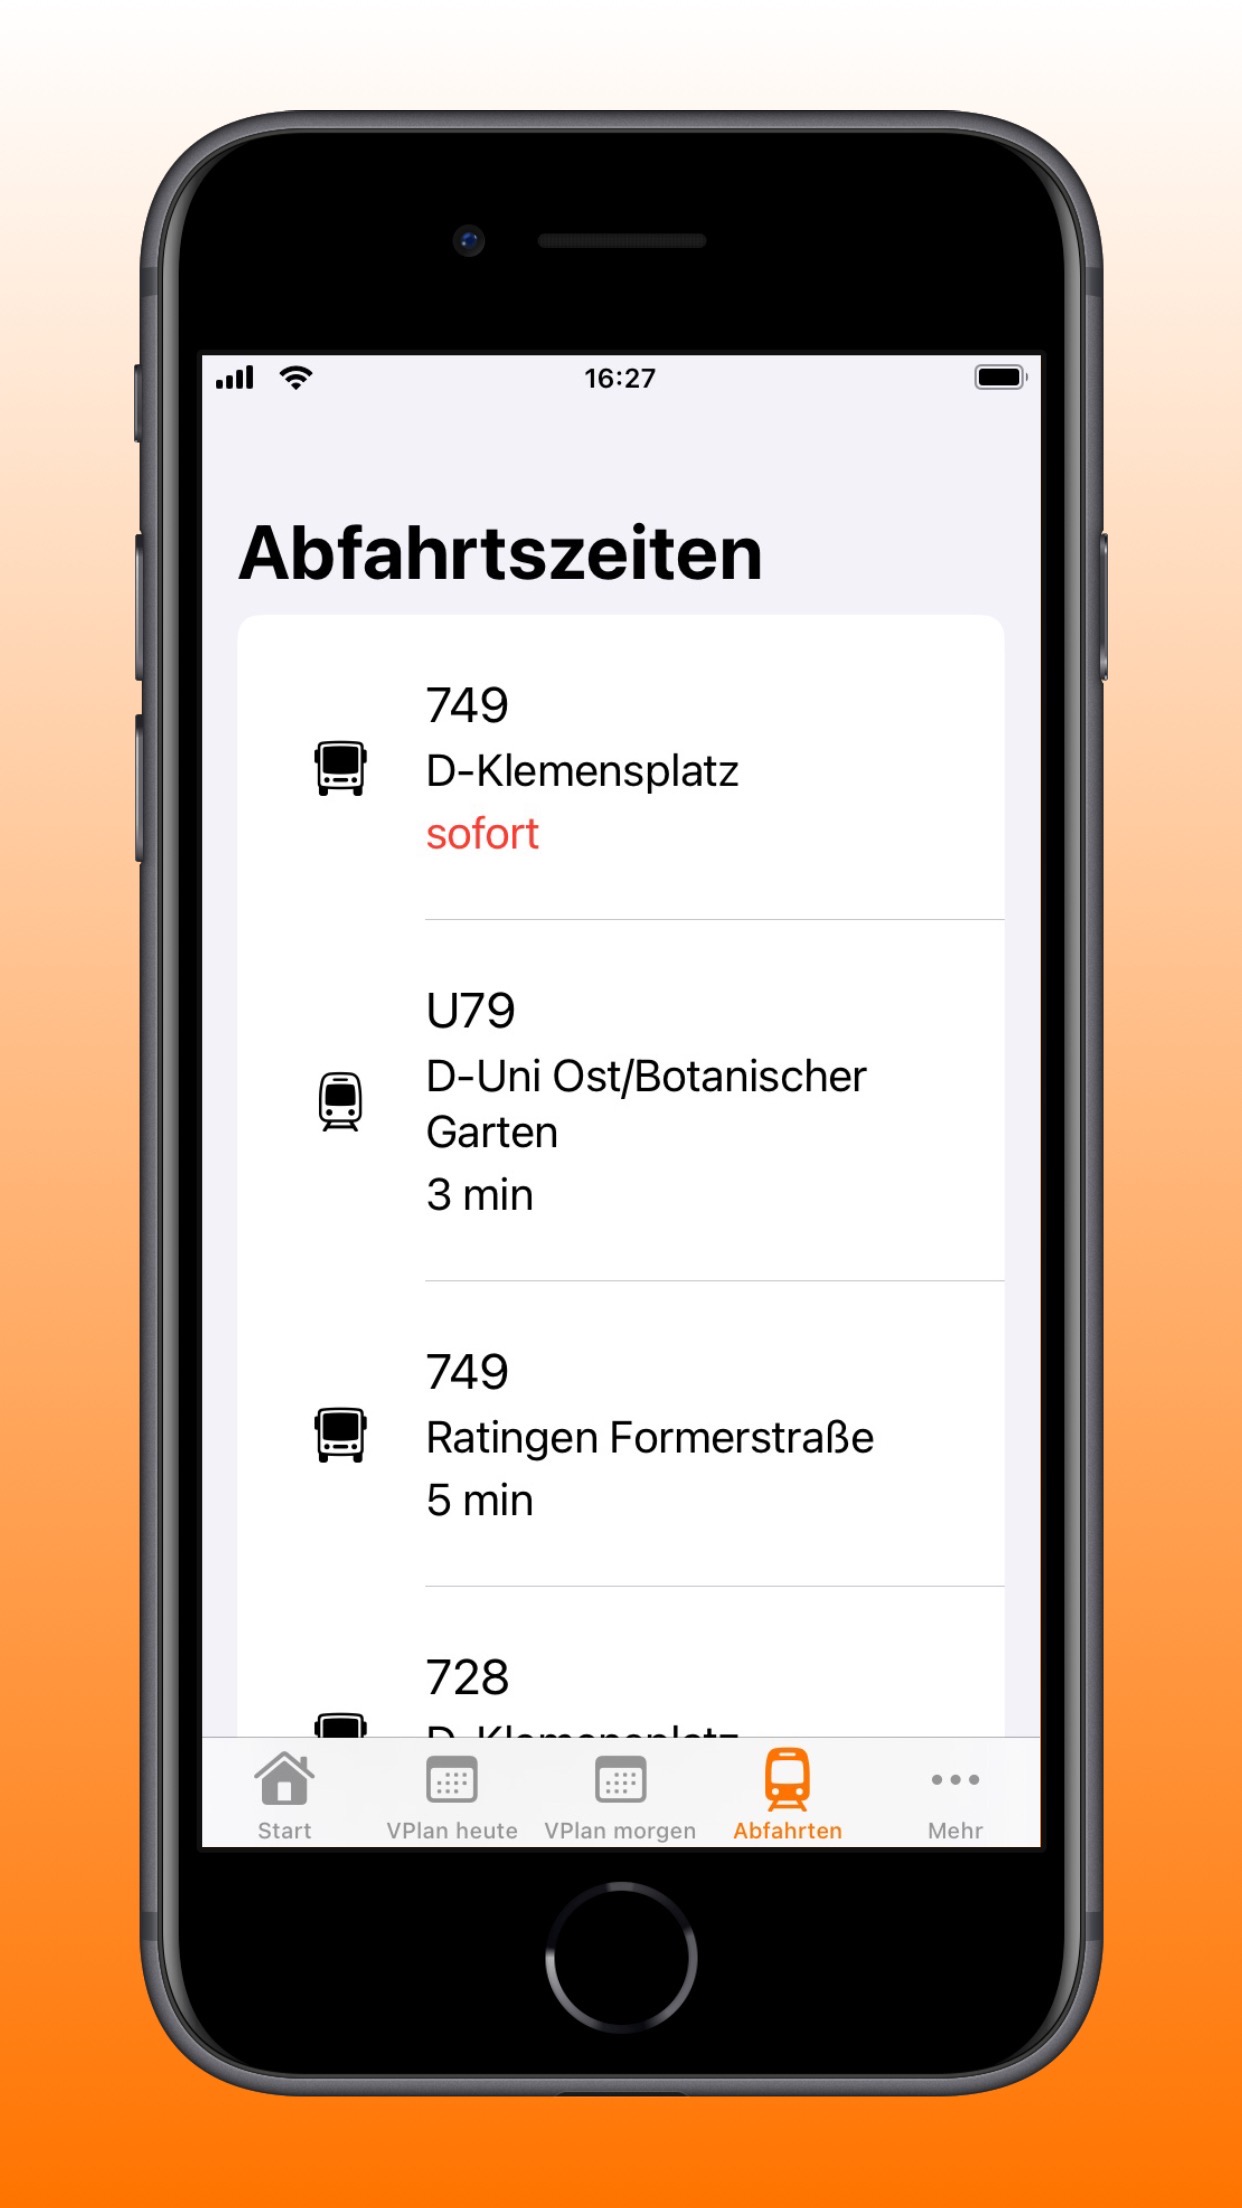 16:27
Abfahrtszeiten
749
D-Klemensplatz
sofort
U79
D-Uni Ost/Botanischer
Garten
3 min
749
Ratingen Formerstraße
5 min
728
D-Klemensplatz
Start
VPlan heute
VPlan morgen
Abfahrten
Mehr